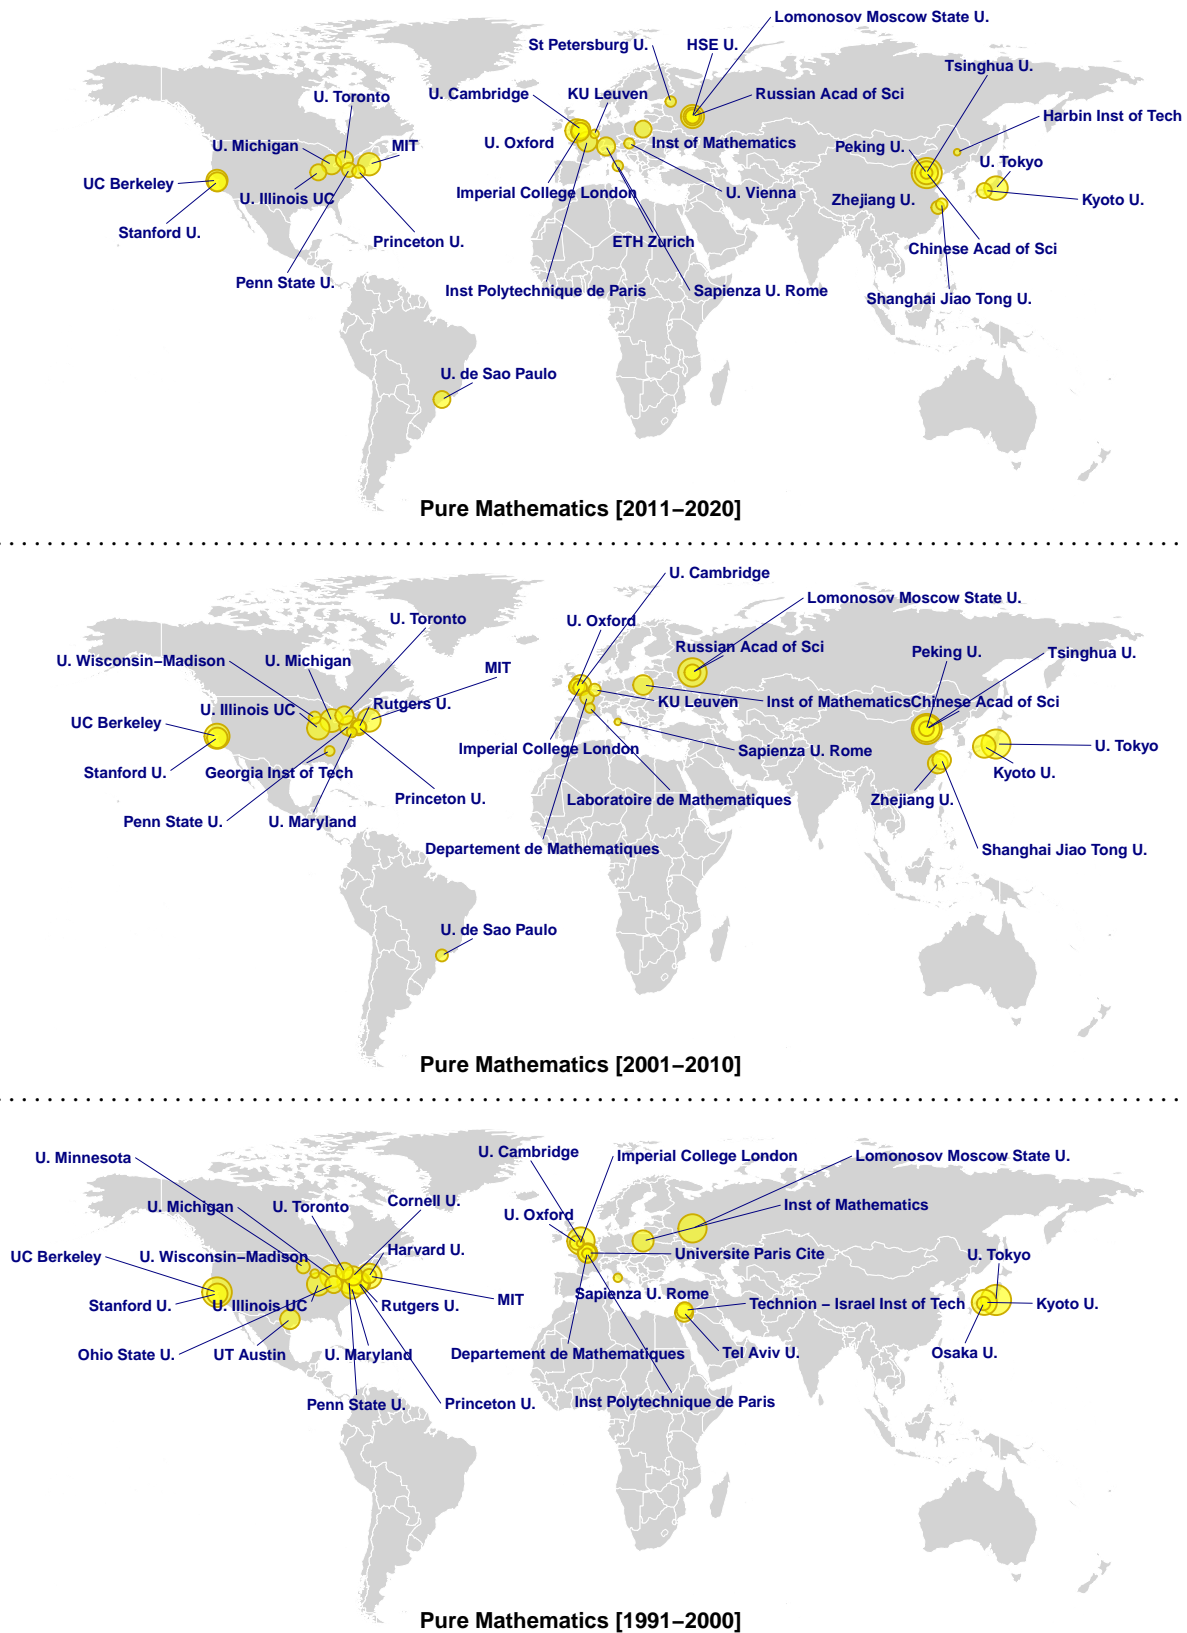 Lomonosov Moscow State U.
St Petersburg U.
HSE U.
Tsinghua U.
U. Toronto
U. Cambridge
KU Leuven
Russian Acad of Sci
Harbin Inst of Tech
U. Michigan
MIT
U. Oxford
Inst of Mathematics
Peking U.
U. Tokyo
UC Berkeley
U. Illinois UC
Imperial College London
U. Vienna
Zhejiang U.
Kyoto U.
Stanford U.
Princeton U.
ETH Zurich
Chinese Acad of Sci
Penn State U.
Inst Polytechnique de Paris
Sapienza U. Rome
Shanghai Jiao Tong U.
U. de Sao Paulo
Pure Mathematics [2011−2020]
U. Cambridge
Lomonosov Moscow State U.
U. Toronto
U. Oxford
Russian Acad of Sci
Peking U.
Tsinghua U.
U. Wisconsin−Madison
U. Michigan
MIT
U. Illinois UC
Rutgers U.
KU Leuven
Inst of Mathematics
Chinese Acad of Sci
UC Berkeley
Imperial College London
Sapienza U. Rome
U. Tokyo
Stanford U.
Georgia Inst of Tech
Kyoto U.
Princeton U.
Laboratoire de Mathematiques
Zhejiang U.
Penn State U.
U. Maryland
Departement de Mathematiques
Shanghai Jiao Tong U.
U. de Sao Paulo
Pure Mathematics [2001−2010]
U. Minnesota
U. Cambridge
Imperial College London
Lomonosov Moscow State U.
U. Michigan
U. Toronto
Cornell U.
U. Oxford
Inst of Mathematics
UC Berkeley
U. Wisconsin−Madison
Harvard U.
Universite Paris Cite
U. Tokyo
Stanford U.
U. Illinois UC
Rutgers U.
MIT
Sapienza U. Rome
Technion − Israel Inst of Tech
Kyoto U.
Ohio State U.
UT Austin
U. Maryland
Departement de Mathematiques
Tel Aviv U.
Osaka U.
Penn State U.
Princeton U.
Inst Polytechnique de Paris
Pure Mathematics [1991−2000]